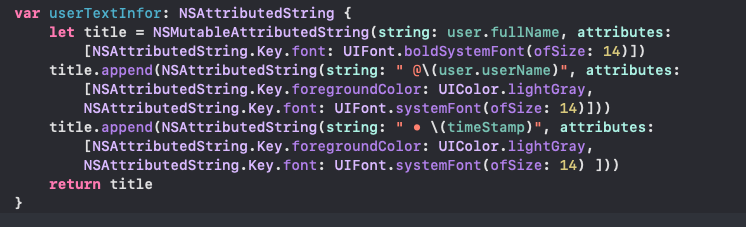 var userTextInfor: NSAttributedString {
let title = NSMutableAttributedString(string: user.fullName, attributes:
[NSAttributedString.Key.font: UIFont.boldSystemFont(ofSize: 14)])
title.append(NSAttributedString(string: " @\(user.userName)", attributes:
[NSAttributedString.Key.foregroundColor: UIColor.lightGray,
NSAttributedString.Key.font: UIFont.systemFont(ofSize: 14)]))
title.append(NSAttributedString(string: " • \(timeStamp)", attributes:
[NSAttributedString.Key.foregroundColor: UIColor.lightGray,
NSAttributedString.Key.font: UIFont.systemFont(ofSize: 14) ]))
return title
}